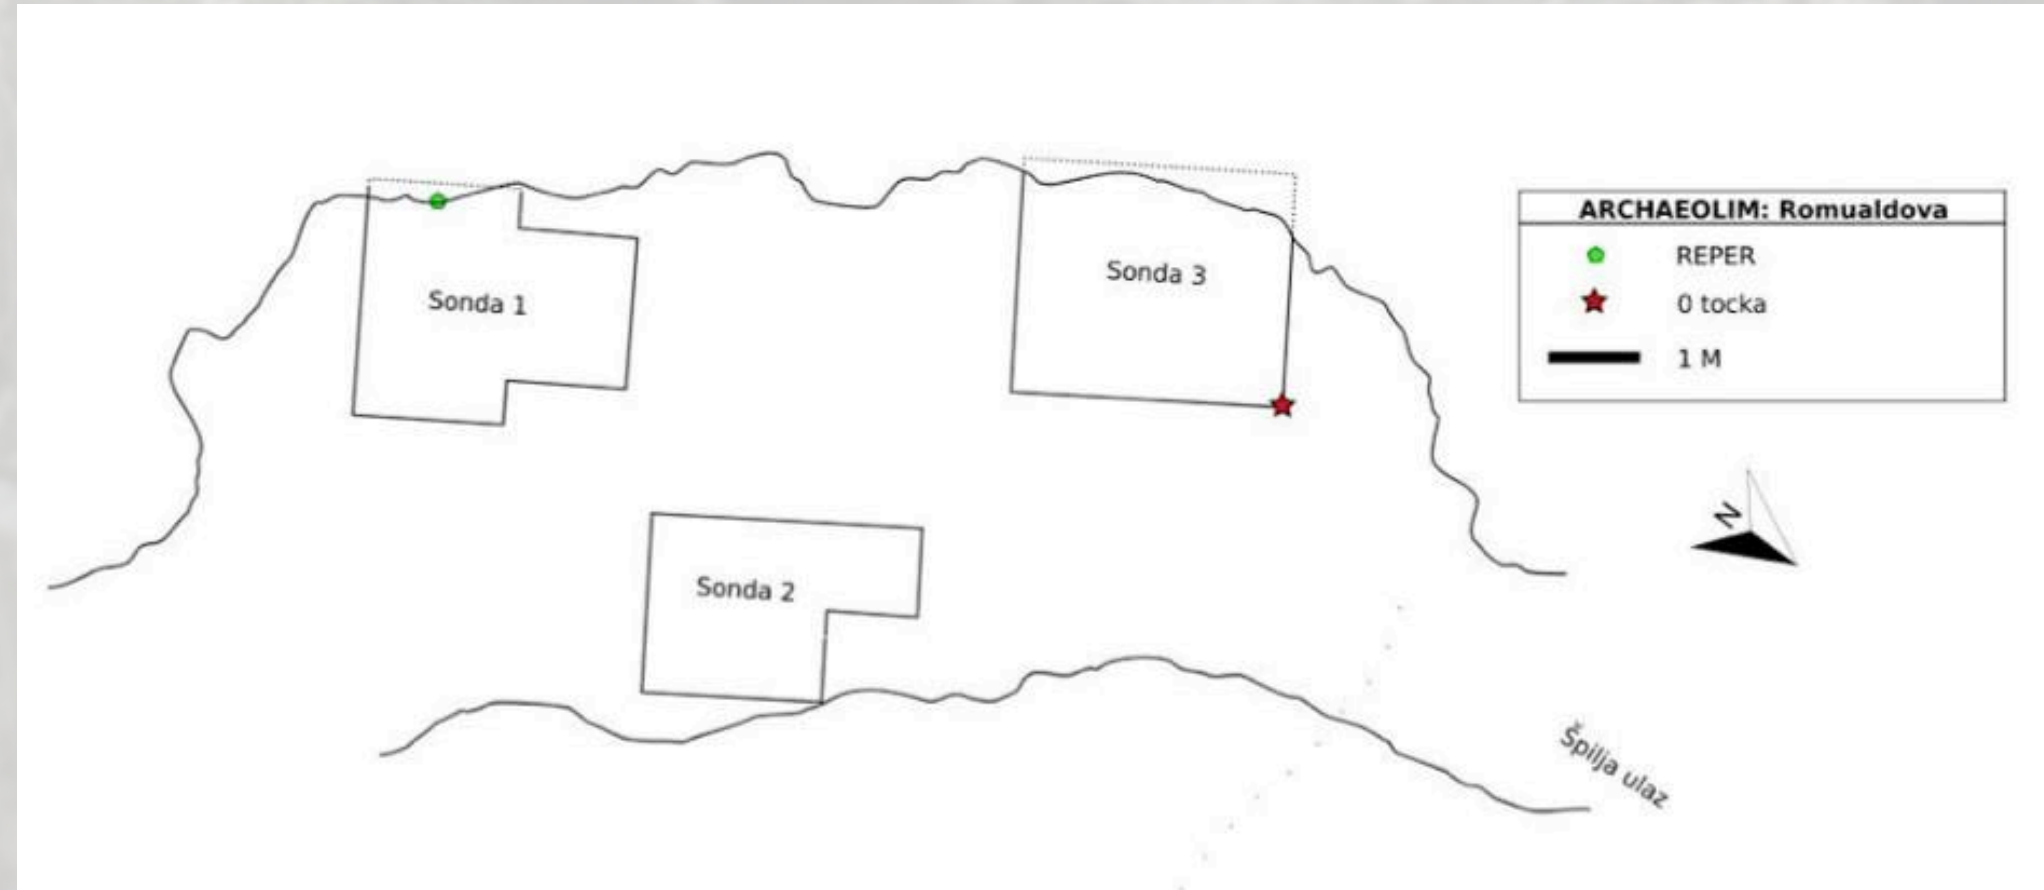 Sonda 1
Sonda 3
Sonda 2
ARCHAEOLIM: Romualdova
REPER
0 tocka
1 M
N
Špilja ulaz